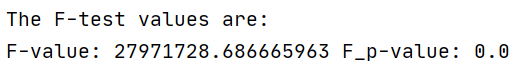 The F-test values are:
F-value: 27971728.686665963 F_p-value: 0.0